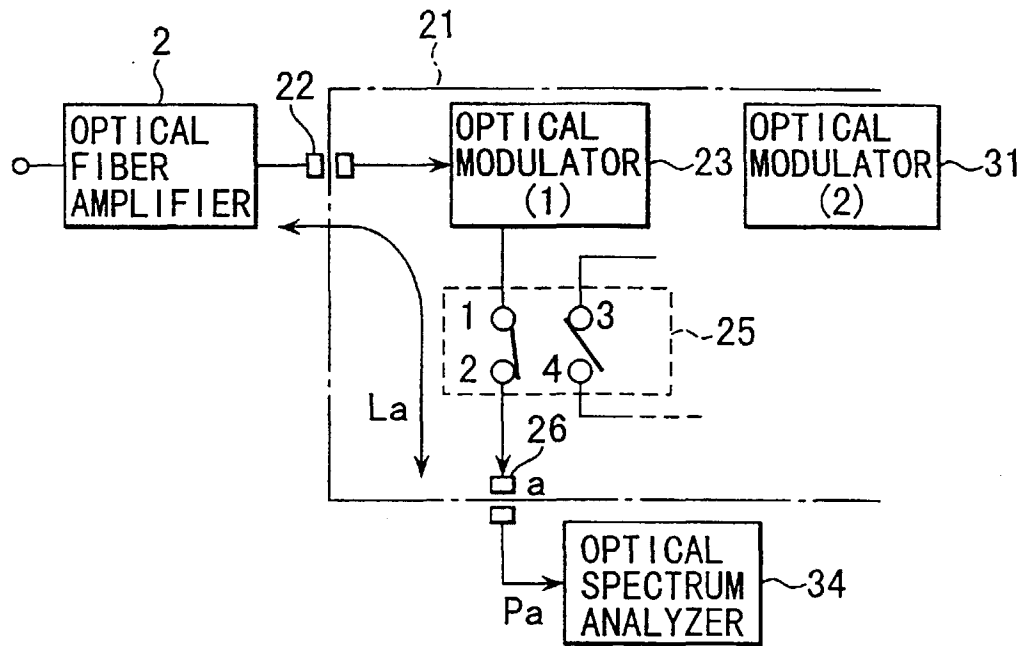 2
21
22
OPTICAL
FIBER
AMPLIFIER
OPTICAL
MODULATOR
(1)
23
OPTICAL
MODULATOR
(2)
31
1
3
2
4
25
La
26
a
Pa
OPTICAL
SPECTRUM
ANALYZER
34